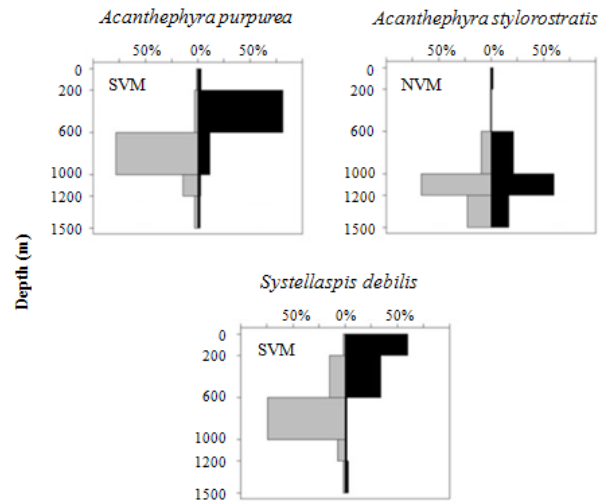 Acanthephyra purpurea
50% 0% 50%
0
200
600
1000
1200
1500
SVM
Acanthephyra stylorostratis
50% 0% 50%
0
200
600
1000
1200
1500
NVM
Depth (m)
Systellaspis debilis
50% 0% 50%
0
200
600
1000
1200
1500
SVM